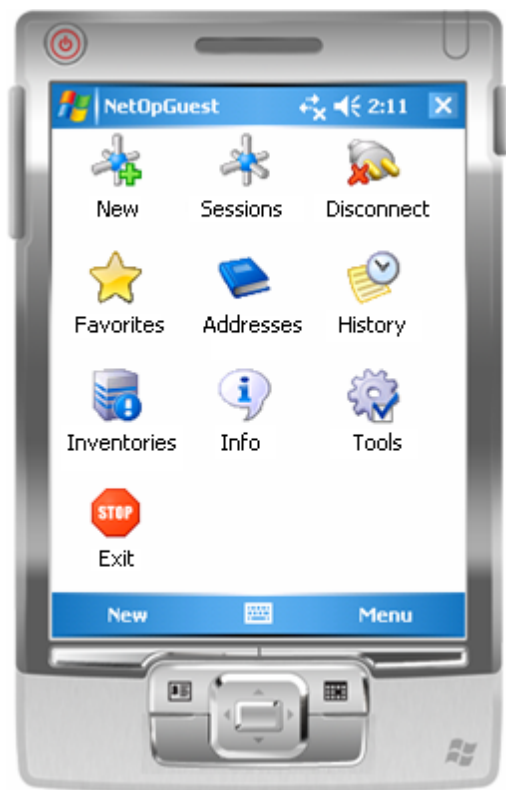 NetOpGuest 2:11
New Sessions Disconnect
Favorites Addresses History
Inventories Info Tools
STOP
Exit
New Menu